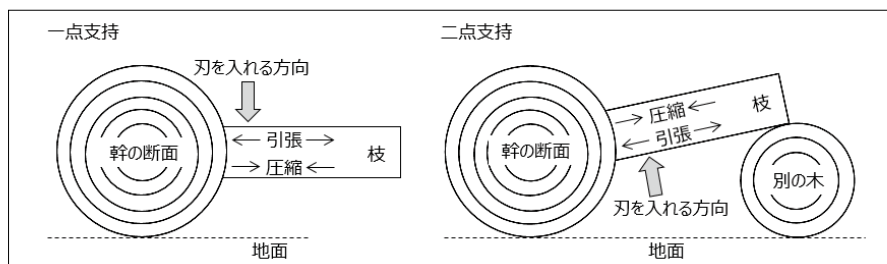 一点支持
刃を入れる方向
幹の断面
引張
圧縮
枝
地面
二点支持
幹の断面
圧縮
引張
枝
刃を入れる方向
別の木
地面